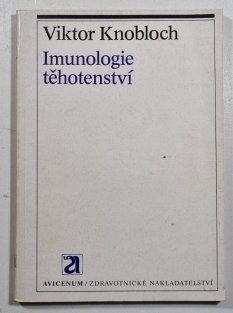 Viktor Knobloch
Imunologie
těhotenství
AVICENUM / ZDRAVOTNICKÉ NAKLADATELSTVÍ